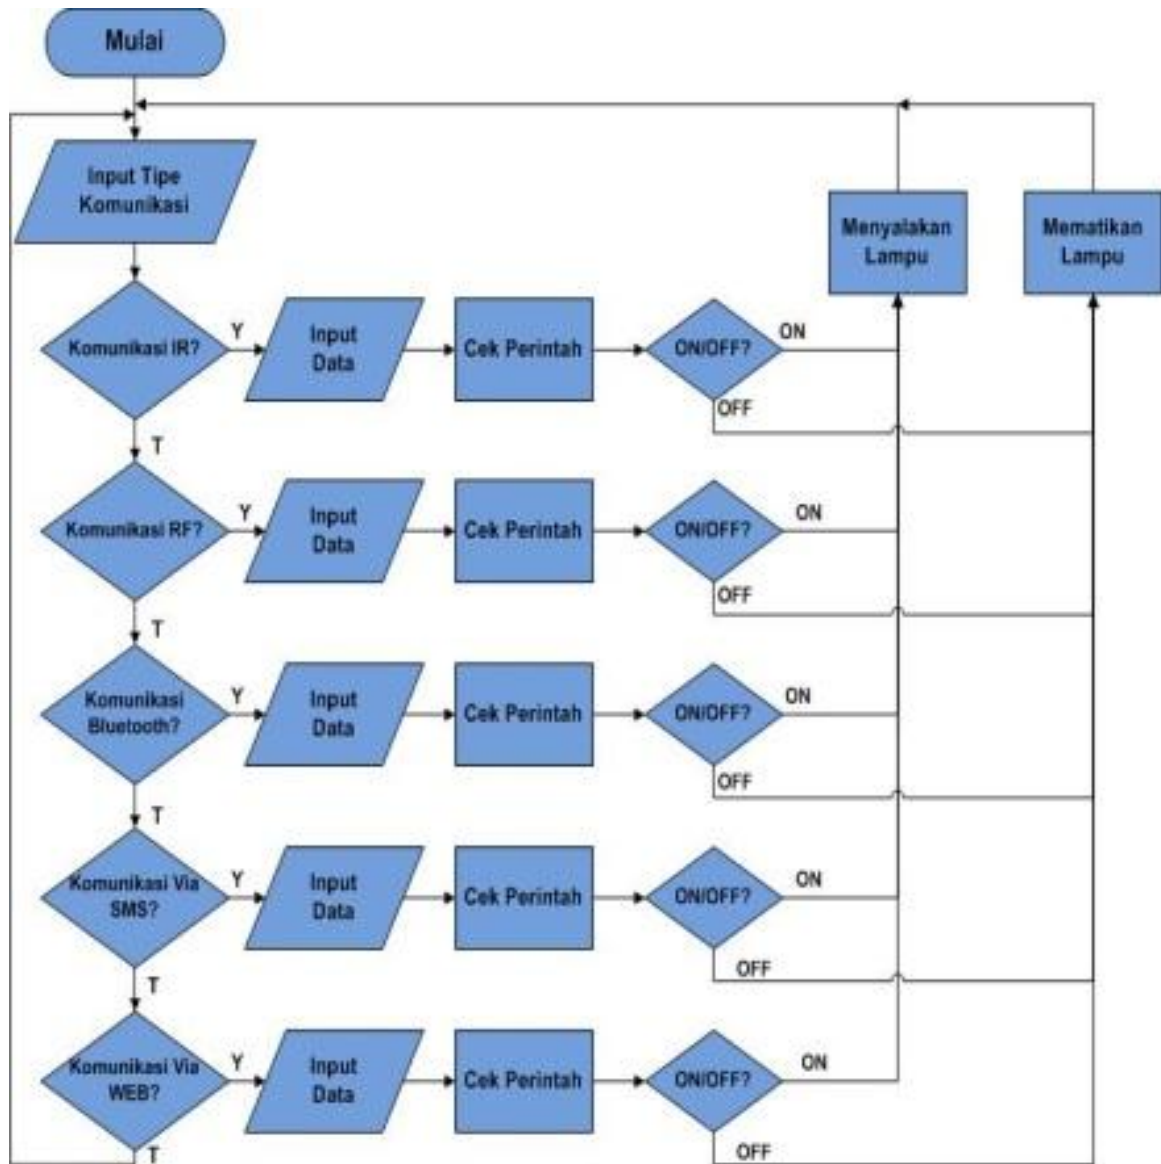 Mulai
Input Tipe
Komunikasi
Menyalakan
Lampu
Mematikan
Lampu
Komunikasi IR?
Y
Input
Data
Cek Perintah
ON/OFF?
ON
OFF
T
Komunikasi RF?
Y
Input
Data
Cek Perintah
ON/OFF?
ON
OFF
T
Komunikasi
Bluetooth?
Y
Input
Data
Cek Perintah
ON/OFF?
ON
OFF
T
Komunikasi Via
SMS?
Y
Input
Data
Cek Perintah
ON/OFF?
ON
OFF
T
Komunikasi Via
WEB?
Y
Input
Data
Cek Perintah
ON/OFF?
ON
OFF
T